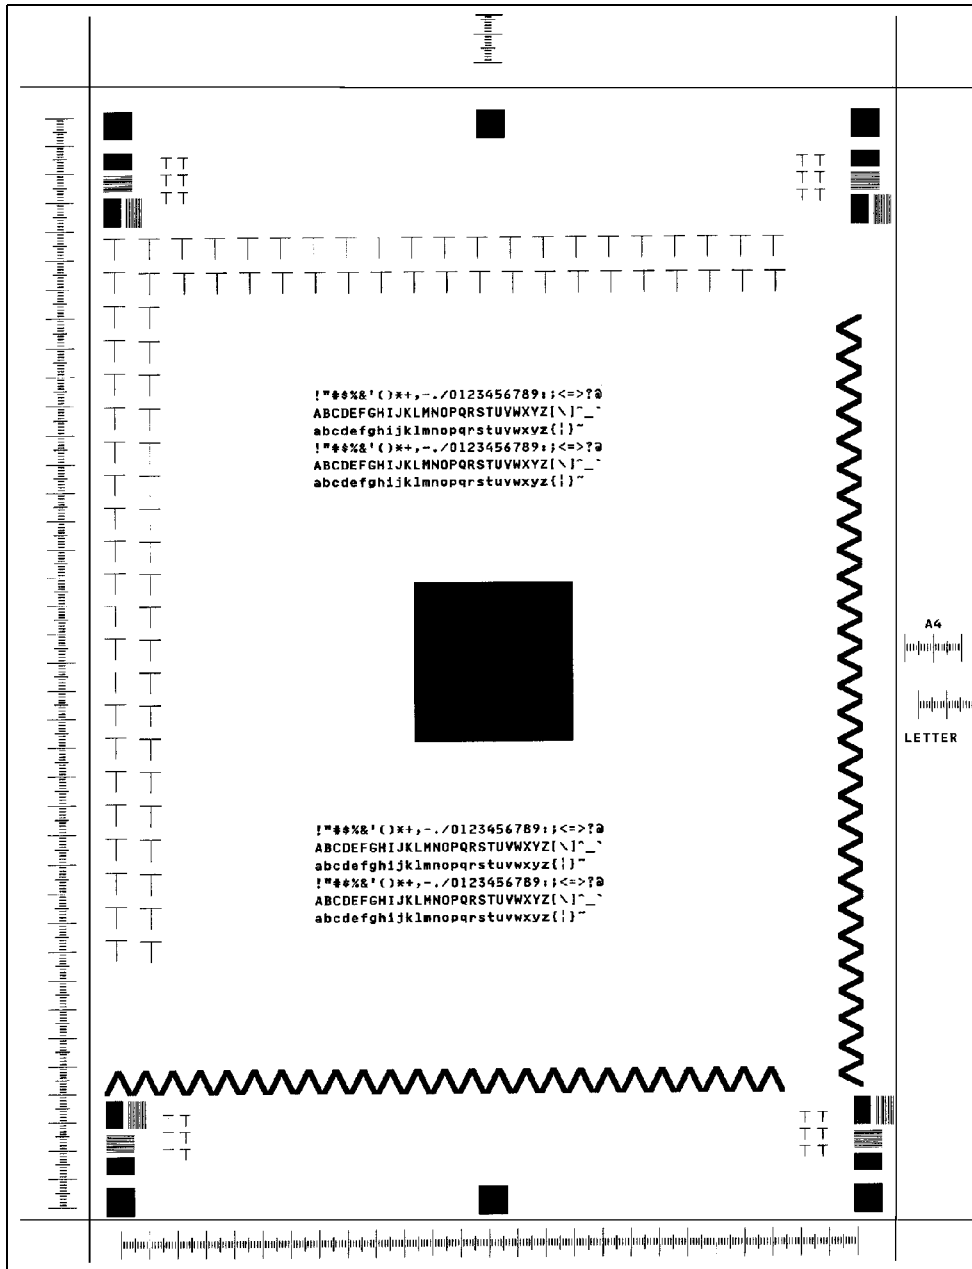 T T
T T
T T
T T
T T
T T
T T T T T T T T T T T T T T T T T T T T T
T T T T T T T T T T T T T T T T T T T T T
T T
T T
T T
T T
T T
!"#$%&'()*+,-./0123456789:;<=>?@
ABCDEFGHIJKLMNOPQRSTUVWXYZ[\]^_`
abcdefghijklmnopqrstuvwxyz{|}~
!"#$%&'()*+,-./0123456789:;<=>?@
ABCDEFGHIJKLMNOPQRSTUVWXYZ[\]^_`
abcdefghijklmnopqrstuvwxyz{|}~
T T
T T
T T
T T
T T
T T
A4
T T
T T
T T
LETTER
T T
T T
T T
!"#$%&'()*+,-./0123456789:;<=>?@
ABCDEFGHIJKLMNOPQRSTUVWXYZ[\]^_`
abcdefghijklmnopqrstuvwxyz{|}~
!"#$%&'()*+,-./0123456789:;<=>?@
ABCDEFGHIJKLMNOPQRSTUVWXYZ[\]^_`
abcdefghijklmnopqrstuvwxyz{|}~
T T
T T
T T
T T
T T
T T
T T
T T
T T